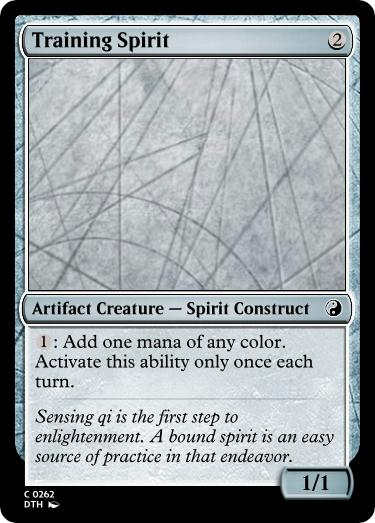 Training Spirit 2
Artifact Creature — Spirit Construct
1: Add one mana of any color.
Activate this ability only once each
turn.
Sensing qi is the first step to
enlightenment. A bound spirit is an easy
source of practice in that endeavor.
1/1
C 0262
DTH